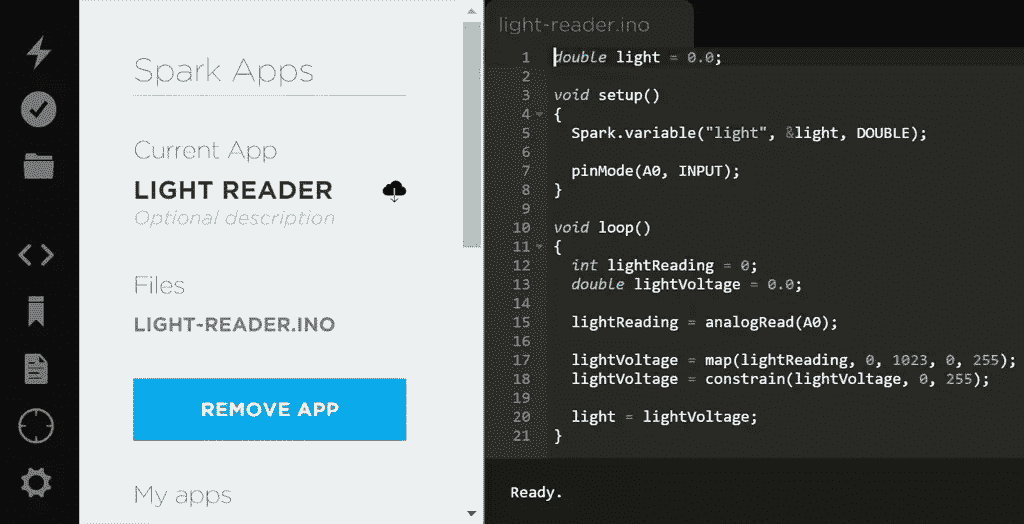 Spark Apps
Current App
LIGHT READER
Optional description
Files
LIGHT-READER.INO
REMOVE APP
My apps
light-reader.ino
1 double light = 0.0;
2
3 void setup()
4 {
5   Spark.variable("light", &light, DOUBLE);
6
7   pinMode(A0, INPUT);
8 }
9
10 void loop()
11 {
12   int lightReading = 0;
13   double lightVoltage = 0.0;
14
15   lightReading = analogRead(A0);
16
17   lightVoltage = map(lightReading, 0, 1023, 0, 255);
18   lightVoltage = constrain(lightVoltage, 0, 255);
19
20   light = lightVoltage;
21 }
Ready.